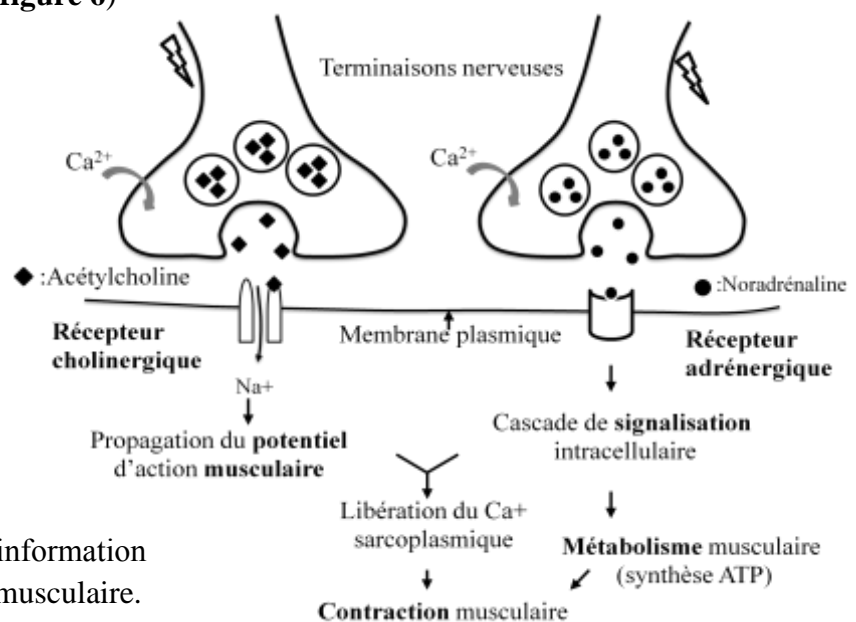 figure 6)
Terminaisons nerveuses
Ca²⁺
Ca²⁺
:Acétylcholine
:Noradrénaline
Récepteur
cholinergique
Membrane plasmique
Récepteur
adrénergique
Na+
Propagation du potentiel
d'action musculaire
Cascade de signalisation
intracellulaire
Libération du Ca+
sarcoplasmique
information
musculaire.
Métabolisme musculaire
(synthèse ATP)
Contraction musculaire